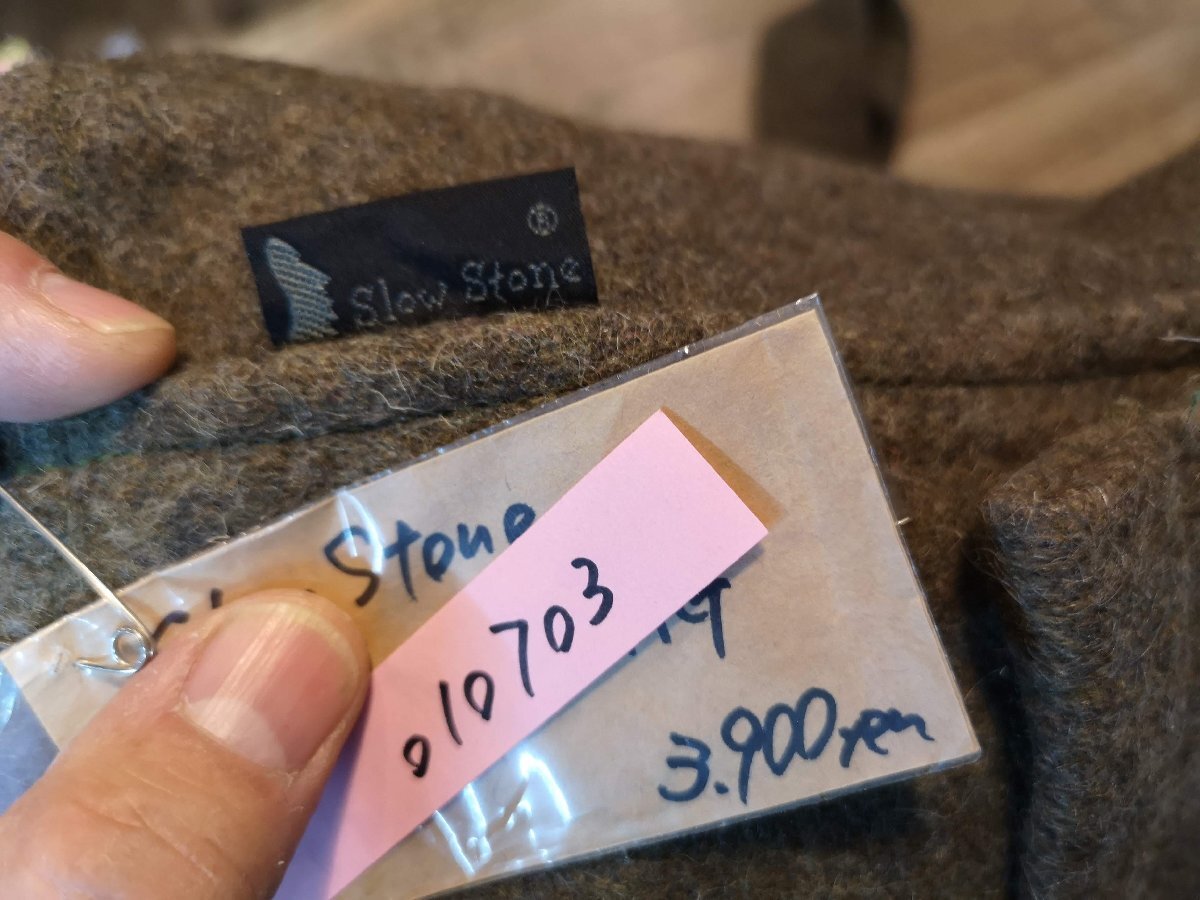 ®
Slow Stone
Stone
010703
3.900yen